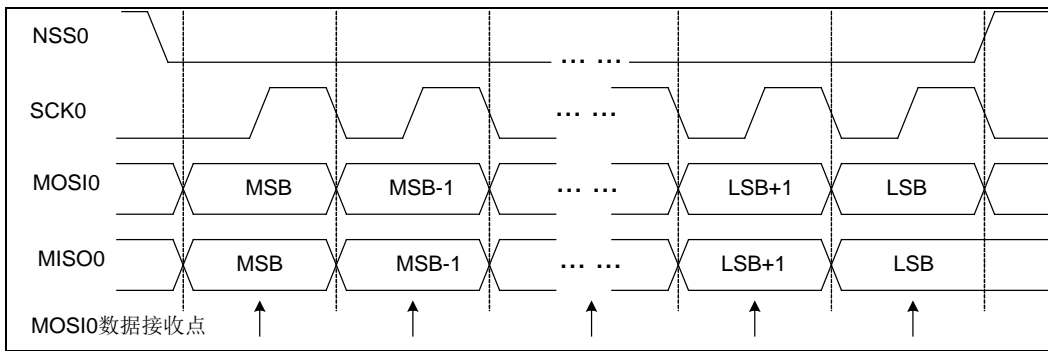 NSS0
... ...
SCK0
... ...
MOSI0 MSB MSB-1 ... ... LSB+1 LSB
MISO0 MSB MSB-1 ... ... LSB+1 LSB
MOSI0数据接收点